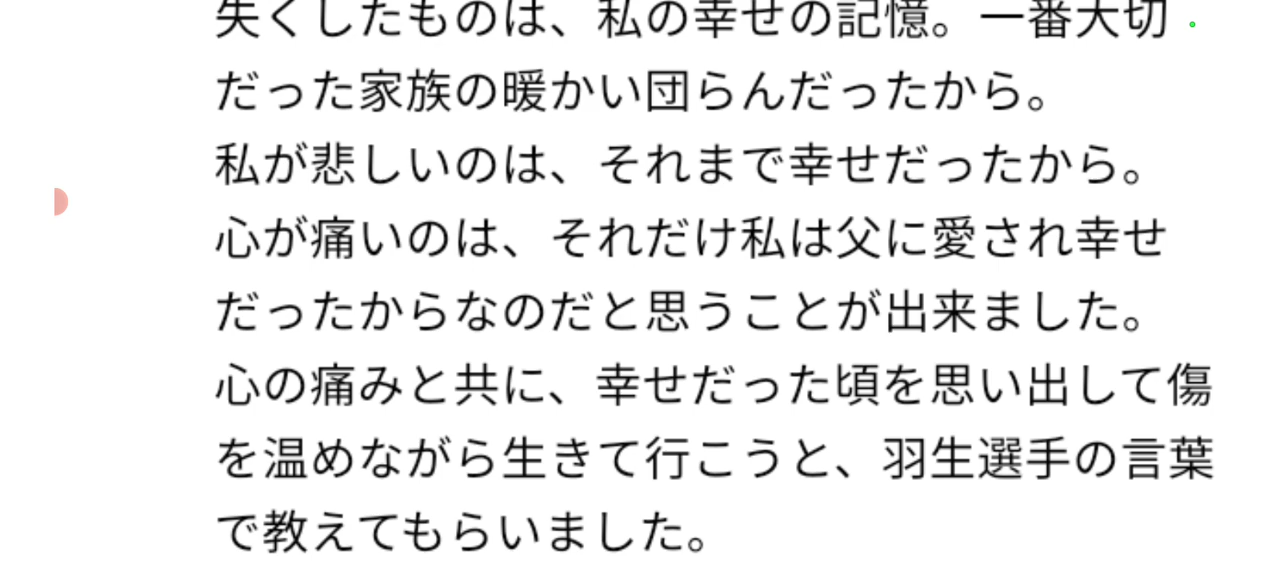 失くしたものは、私の幸せの記憶。一番大切
だった家族の暖かい団らんだったから。
私が悲しいのは、それまで幸せだったから。
心が痛いのは、それだけ私は父に愛され幸せ
だったからなのだと思うことが出来ました。
心の痛みと共に、幸せだった頃を思い出して傷
を温めながら生きて行こうと、羽生選手の言葉
で教えてもらいました。